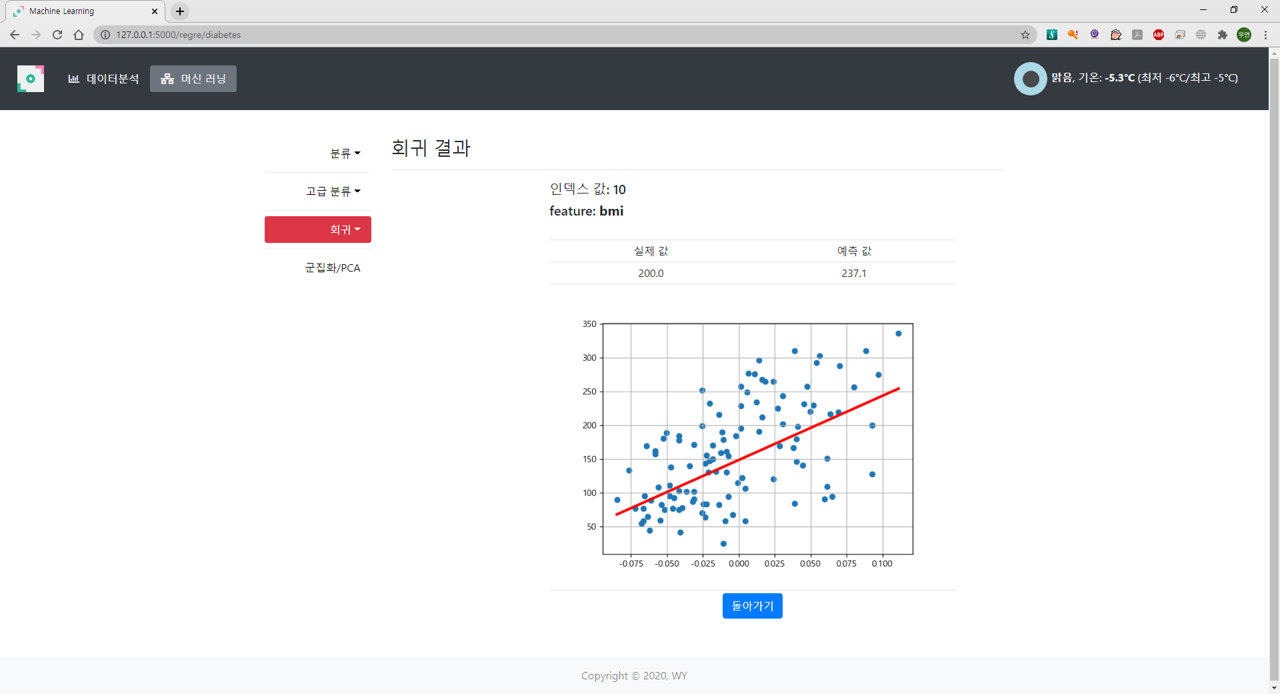 Machine Learning
127.0.0.1:5000/regre/diabetes
ABP
우연
데이터분석
머신 러닝
맑음, 기온: -5.3℃ (최저 -6℃/최고 -5℃)
분류
고급 분류
회귀
군집화/PCA
회귀 결과
인덱스 값: 10
feature: bmi
실제 값 예측 값
200.0 237.1
350
300
250
200
150
100
50
-0.075 -0.050 -0.025 0.000 0.025 0.050 0.075 0.100
돌아가기
Copyright © 2020, WY